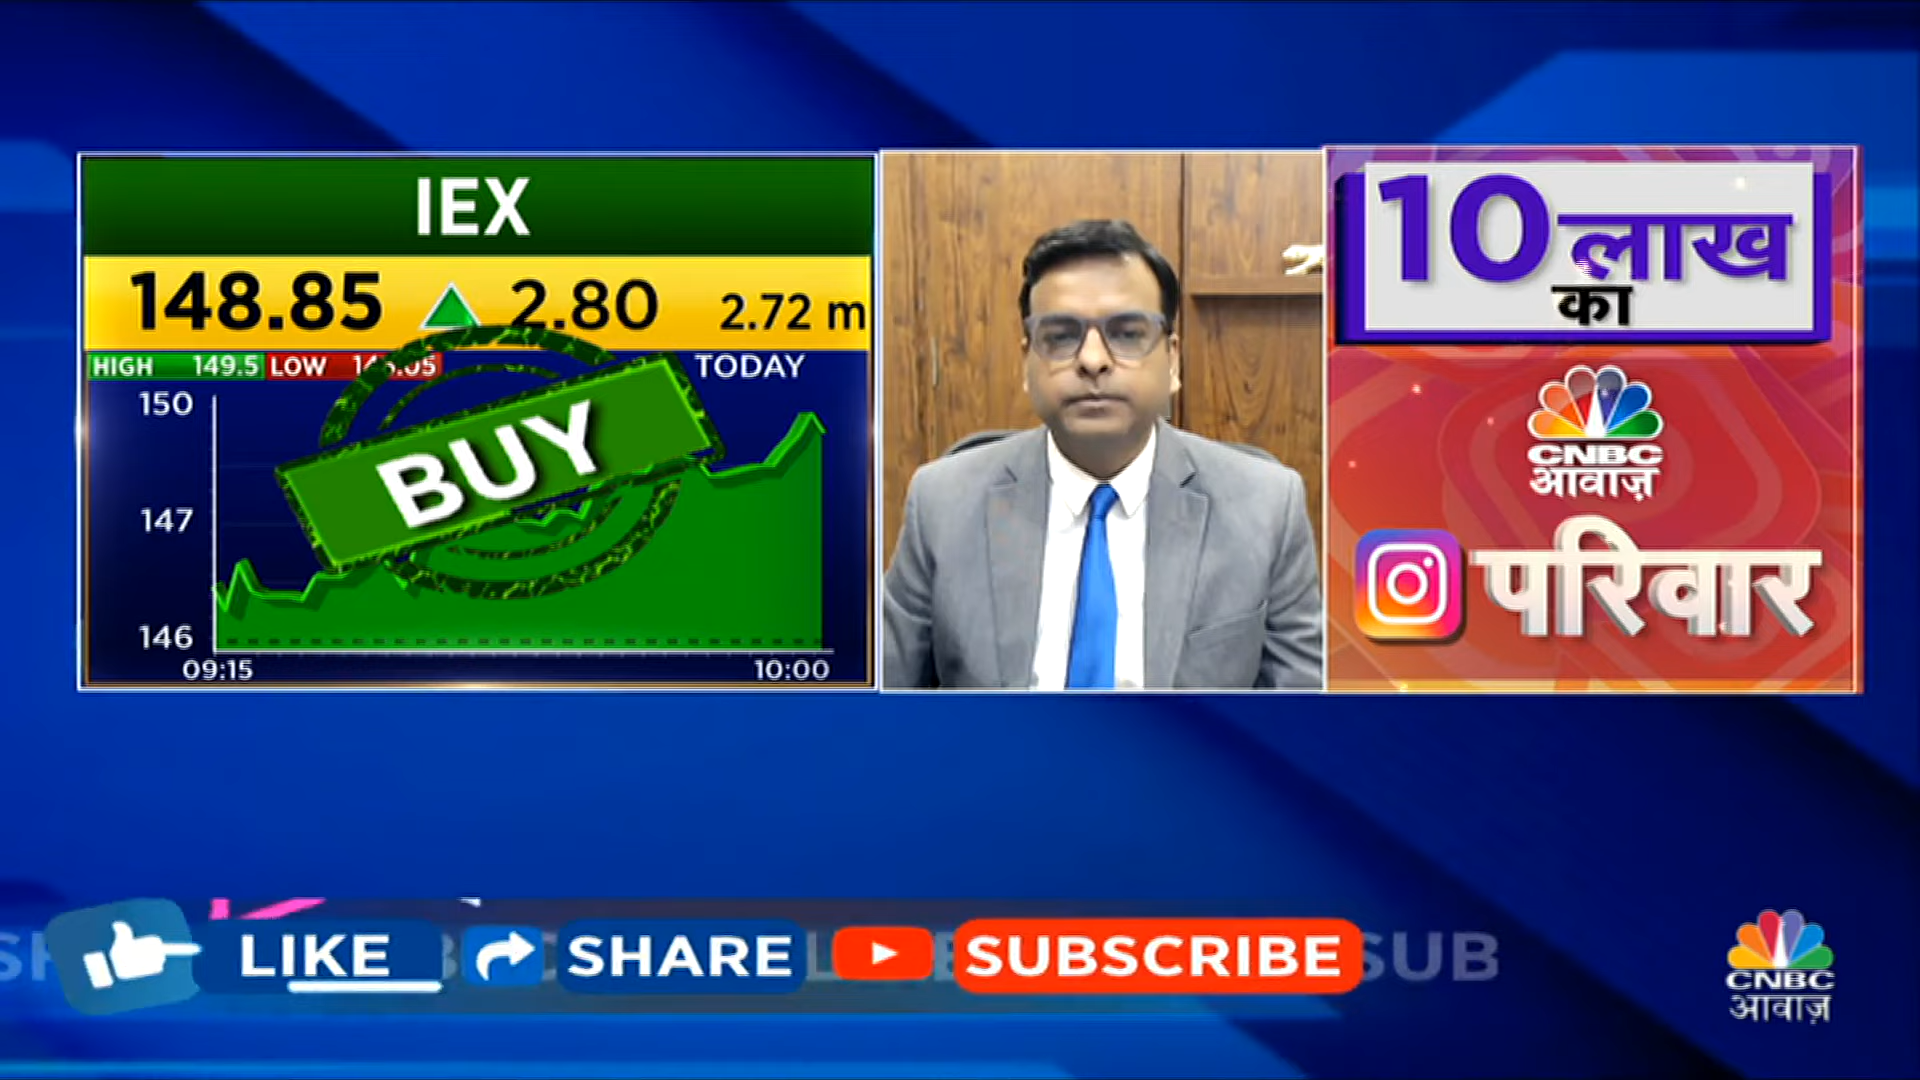 IEX
148.85 ▲ 2.80 2.72 m
HIGH 149.5 LOW
TODAY
BUY
150
147
146
09:15 10:00
10 लाख
का
CNBC
आवाज़
परिवार
LIKE SHARE SUBSCRIBE SUB
CNBC
आवाज़